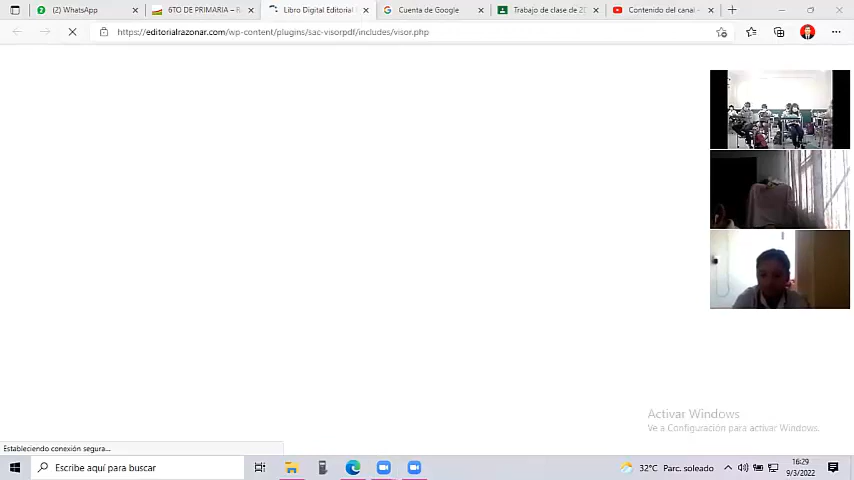 (2) WhatsApp
6TO DE PRIMARIA – R
Libro Digital Editorial
Cuenta de Google
Trabajo de clase de 2D
Contenido del canal -
https://editorialrazonar.com/wp-content/plugins/sac-visorpdf/includes/visor.php
Activar Windows
Ve a Configuración para activar Windows.
Estableciendo conexión segura...
Escribe aquí para buscar
32°C Parc. soleado
16:29
9/3/2022